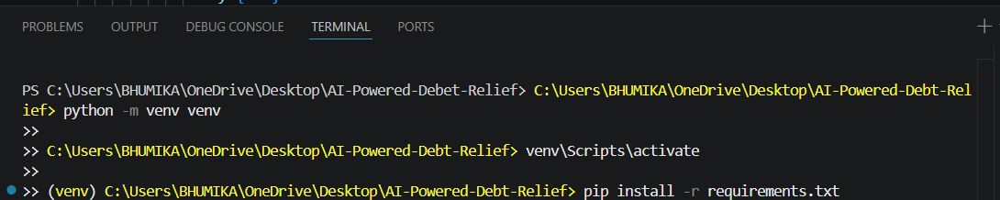 PROBLEMS OUTPUT DEBUG CONSOLE TERMINAL PORTS
PS C:\Users\BHUMIKA\OneDrive\Desktop\AI-Powered-Debet-Relief> C:\Users\BHUMIKA\OneDrive\Desktop\AI-Powered-Debt-Rel
ief> python -m venv venv
>>
>> C:\Users\BHUMIKA\OneDrive\Desktop\AI-Powered-Debt-Relief> venv\Scripts\activate
>>
>> (venv) C:\Users\BHUMIKA\OneDrive\Desktop\AI-Powered-Debt-Relief> pip install -r requirements.txt